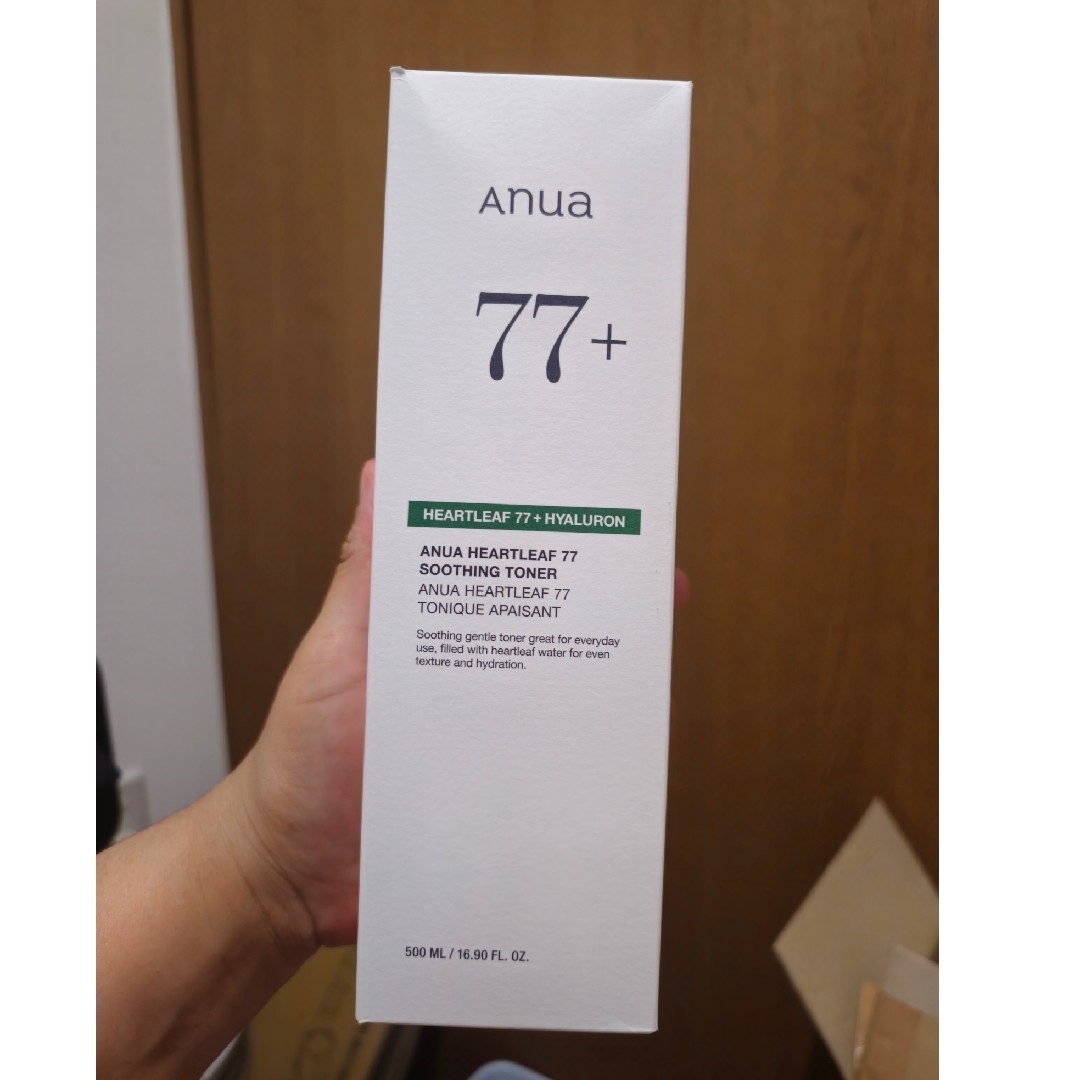 Anua
77+
HEARTLEAF 77+HYALURON
ANUA HEARTLEAF 77
SOOTHING TONER
ANUA HEARTLEAF 77
TONIQUE APAISANT
Soothing gentle toner great for everyday
use, filled with heartleaf water for even
texture and hydration.
500 ML / 16.90 FL. OZ.